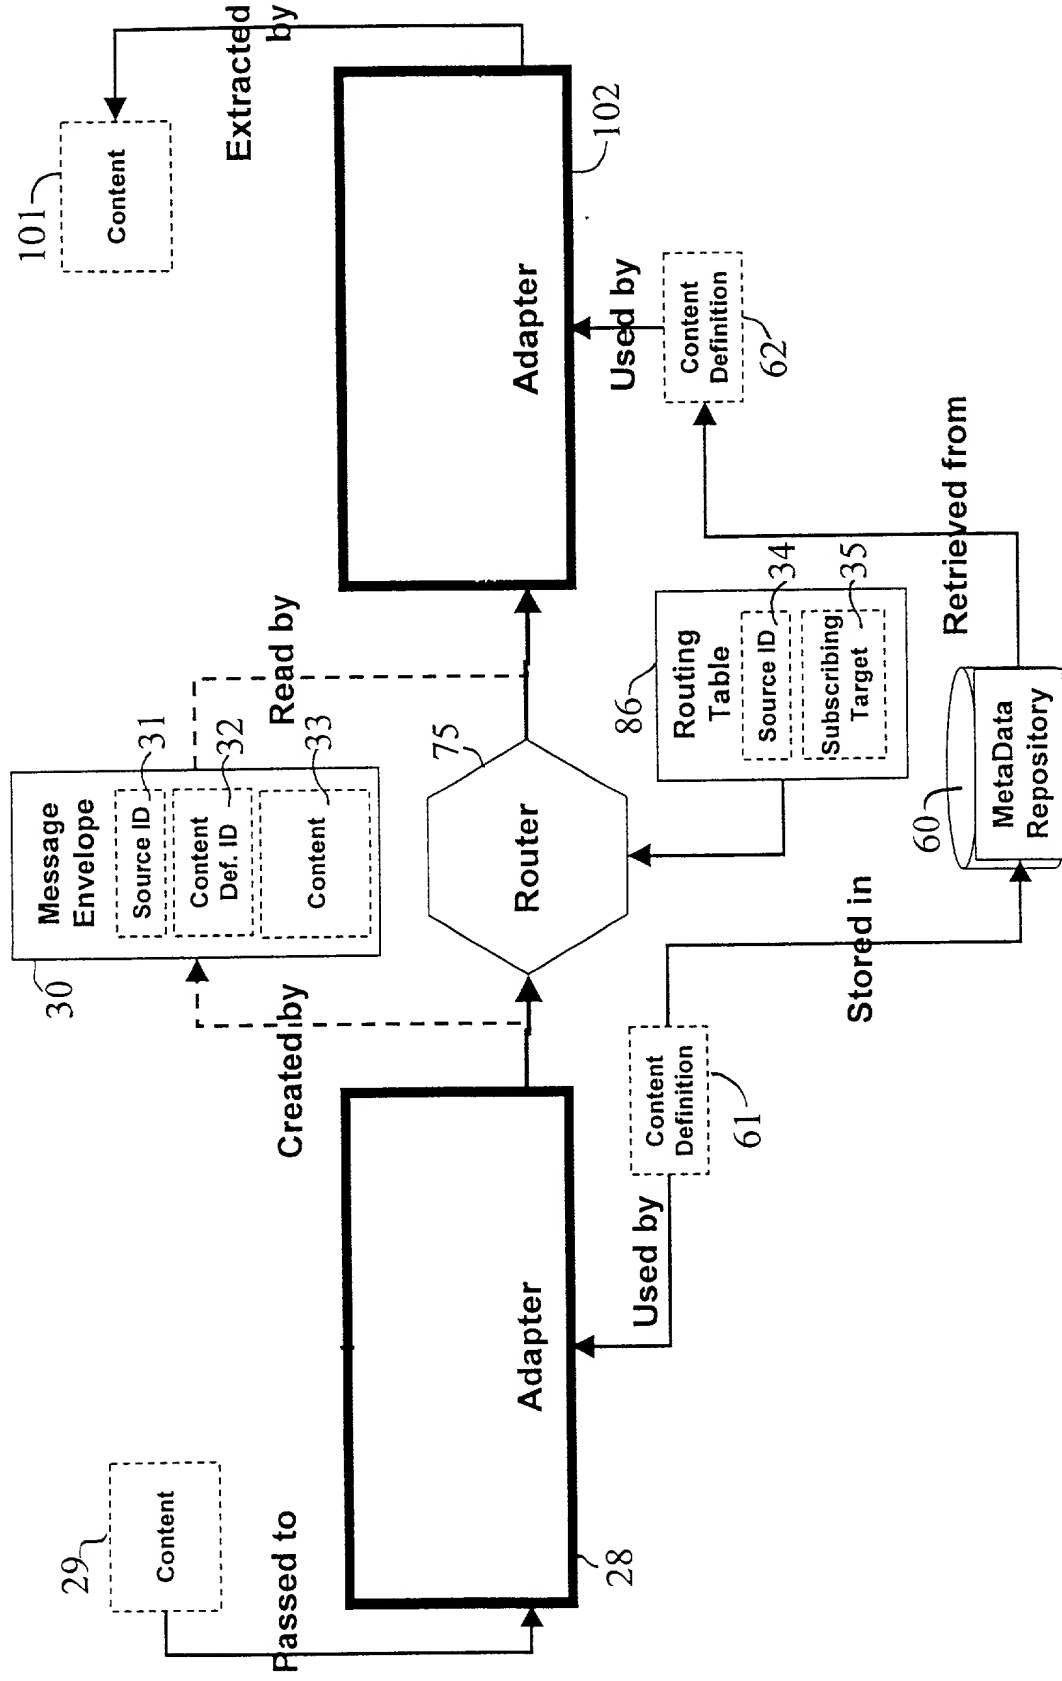 29
Content
Passed to
Adapter
28
Created by
30
Message
Envelope
Source ID
31
Content
Def. ID
32
Content
33
Read by
Router
75
Used by
Content
Definition
61
Stored in
60
MetaData
Repository
Retrieved from
86
Routing
Table
Source ID
34
Subscribing
Target
35
Content
Definition
62
Used by
Adapter
102
Extracted
by
101
Content